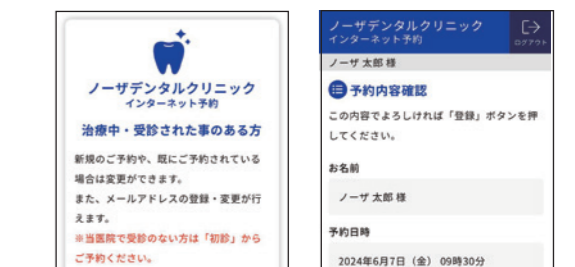 ノーザデンタルクリニック
インターネット予約
治療中・受診された事のある方
新規のご予約や、既にご予約されている
場合は変更ができます。
また、メールアドレスの登録・変更が行
えます。
※当医院で受診のない方は「初診」から
ご予約ください。
ノーザデンタルクリニック
インターネット予約
ログアウト
ノーザ 太郎 様
予約内容確認
この内容でよろしければ「登録」ボタンを押
してください。
お名前
ノーザ 太郎 様
予約日時
2024年6月7日（金） 09時30分